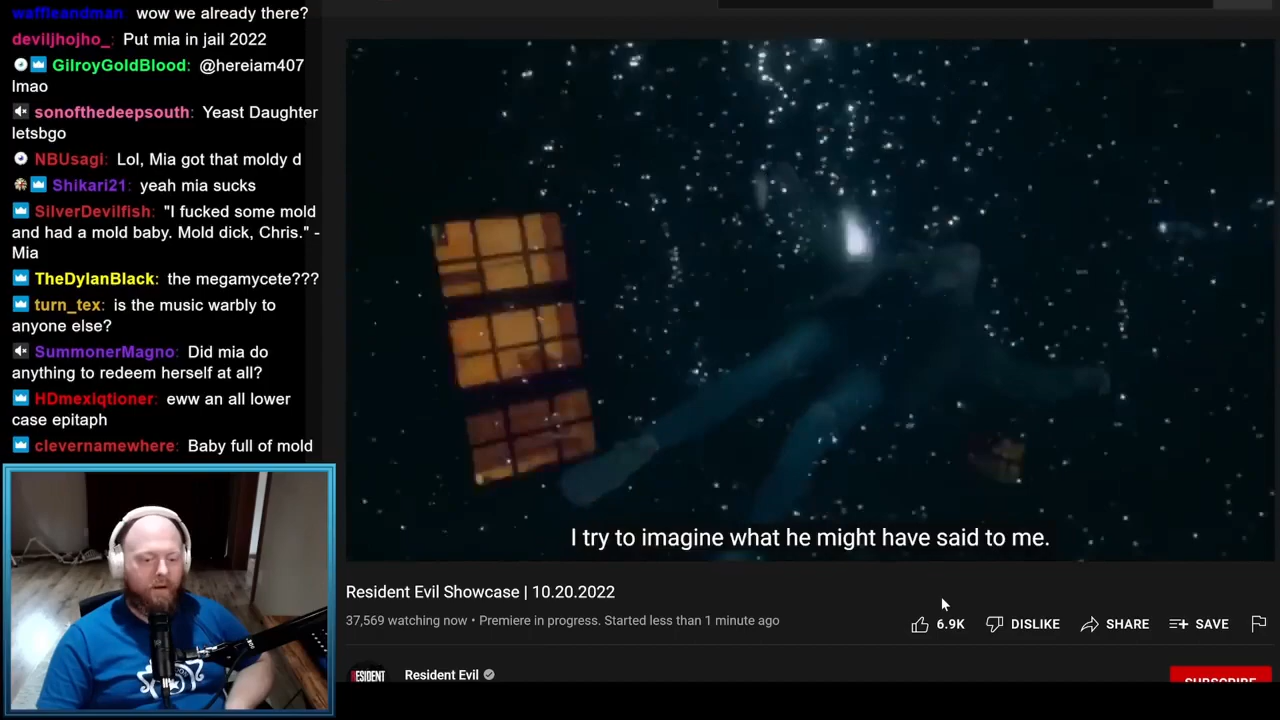 waffleandman: wow we already there?
deviljhojho_: Put mia in jail 2022
GilroyGoldBlood: @hereiam407
lmao
sonofthedeepsouth: Yeast Daughter
letsbgo
NBUsagi: Lol, Mia got that moldy d
Shikari21: yeah mia sucks
SilverDevilfish: "I fucked some mold
and had a mold baby. Mold dick, Chris." -
Mia
TheDylanBlack: the megamycete???
turn_tex: is the music warbly to
anyone else?
SummonerMagno: Did mia do
anything to redeem herself at all?
HDmexiqtioner: eww an all lower
case epitaph
clevernamewhere: Baby full of mold
I try to imagine what he might have said to me.
Resident Evil Showcase | 10.20.2022
37,569 watching now • Premiere in progress. Started less than 1 minute ago
6.9K DISLIKE SHARE SAVE
RESIDENT
Resident Evil
SUBSCRIBE